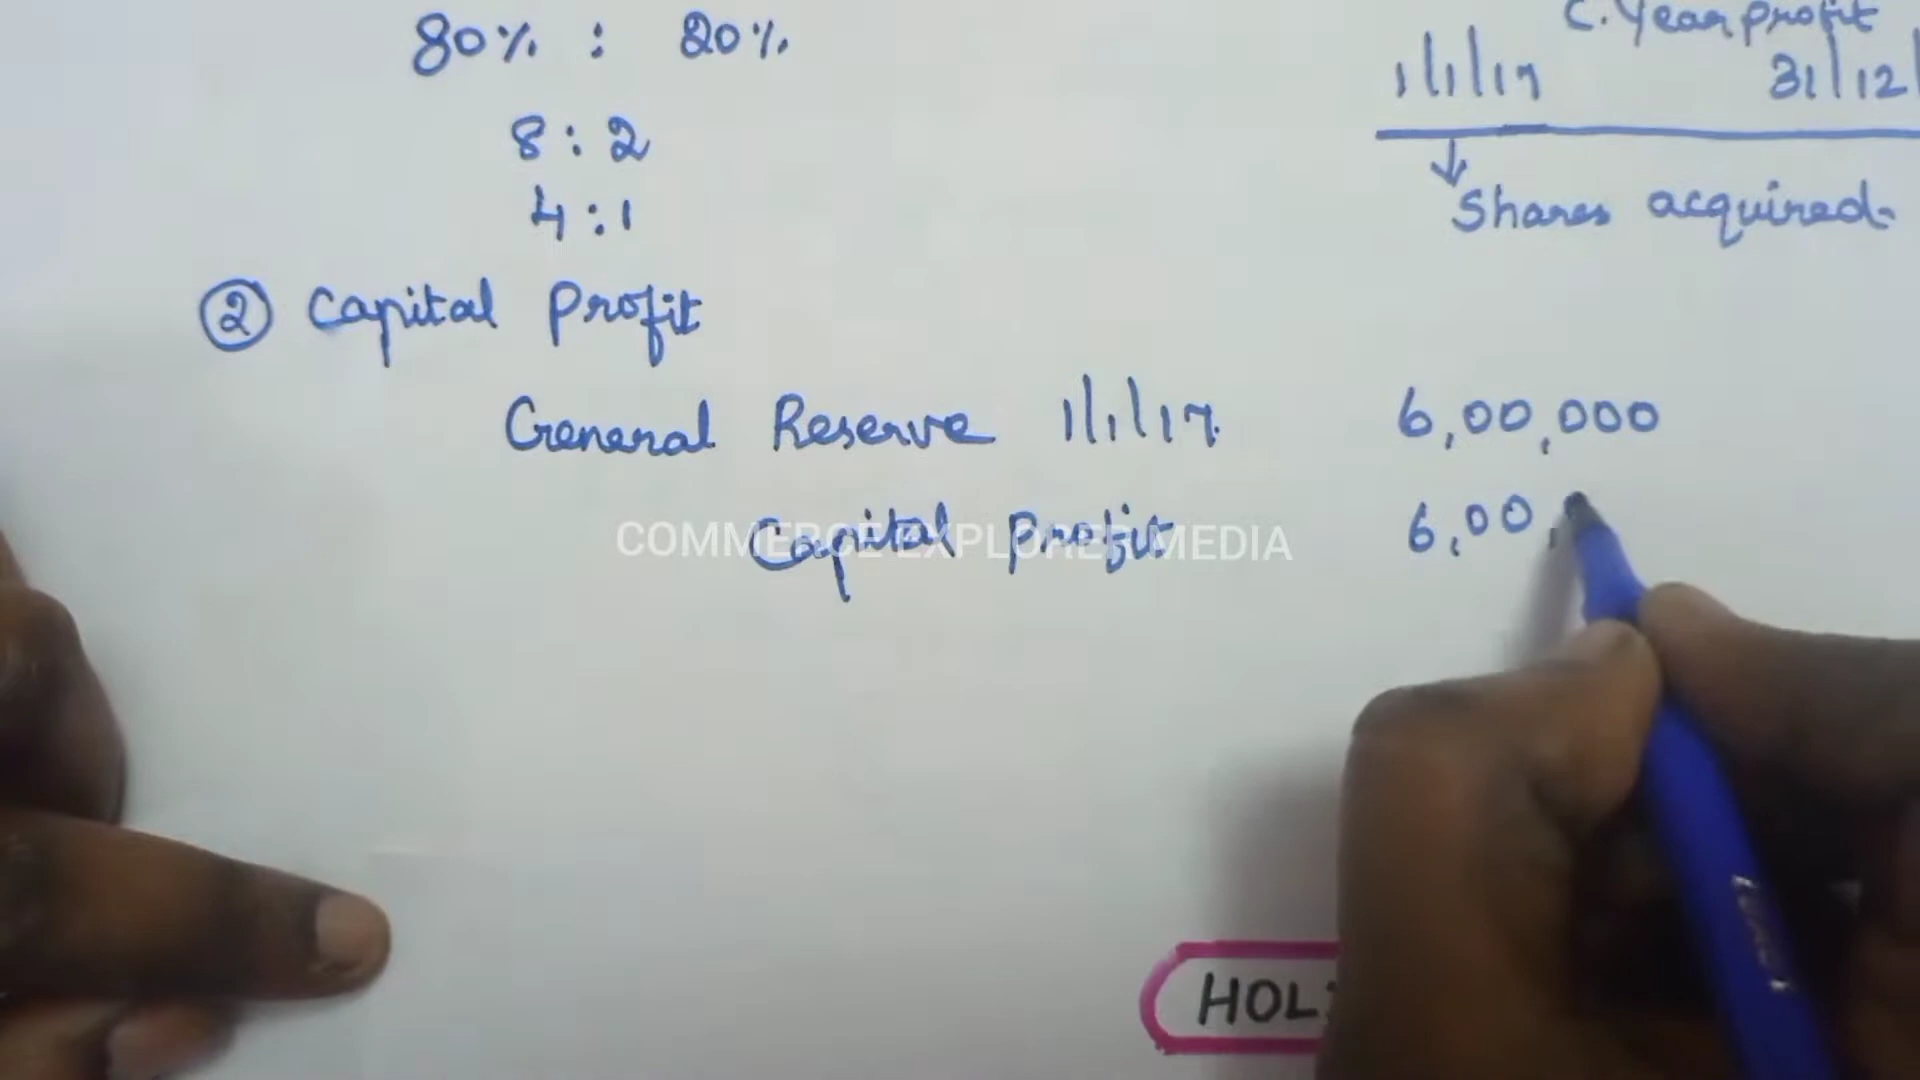 80% : 20%
8 : 2
4 : 1
C. Year profit
1/1/17 31/12/
Shares acquired
② Capital Profit
General Reserve 1/1/17 6,00,000
Capital Profit 6,00,
COMMERCE EXPLORER MEDIA
HOL